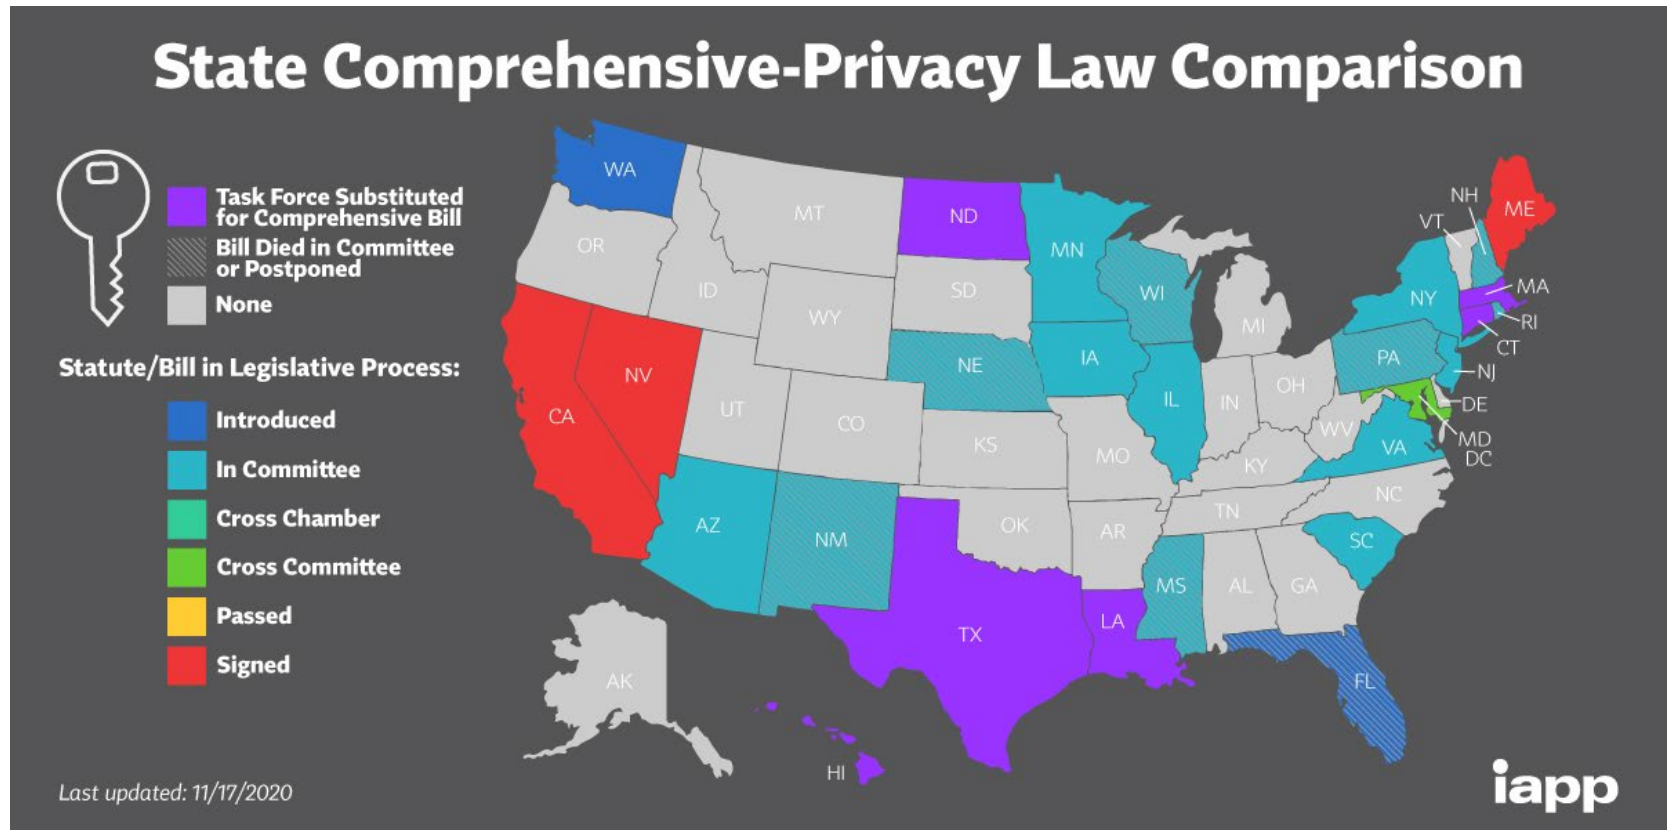 State Comprehensive-Privacy Law Comparison
Task Force Substituted
for Comprehensive Bill
Bill Died in Committee
or Postponed
None
Statute/Bill in Legislative Process:
Introduced
In Committee
Cross Chamber
Cross Committee
Passed
Signed
WA
OR
MT
ID
WY
ND
SD
MN
WI
MI
NE
IA
CA
NV
UT
CO
KS
MO
IL
IN
OH
KY
WV
PA
NY
VT
NH
ME
MA
RI
CT
NJ
DE
MD
DC
VA
NC
TN
SC
AZ
NM
OK
AR
MS
AL
GA
TX
LA
FL
AK
HI
Last updated: 11/17/2020
iapp